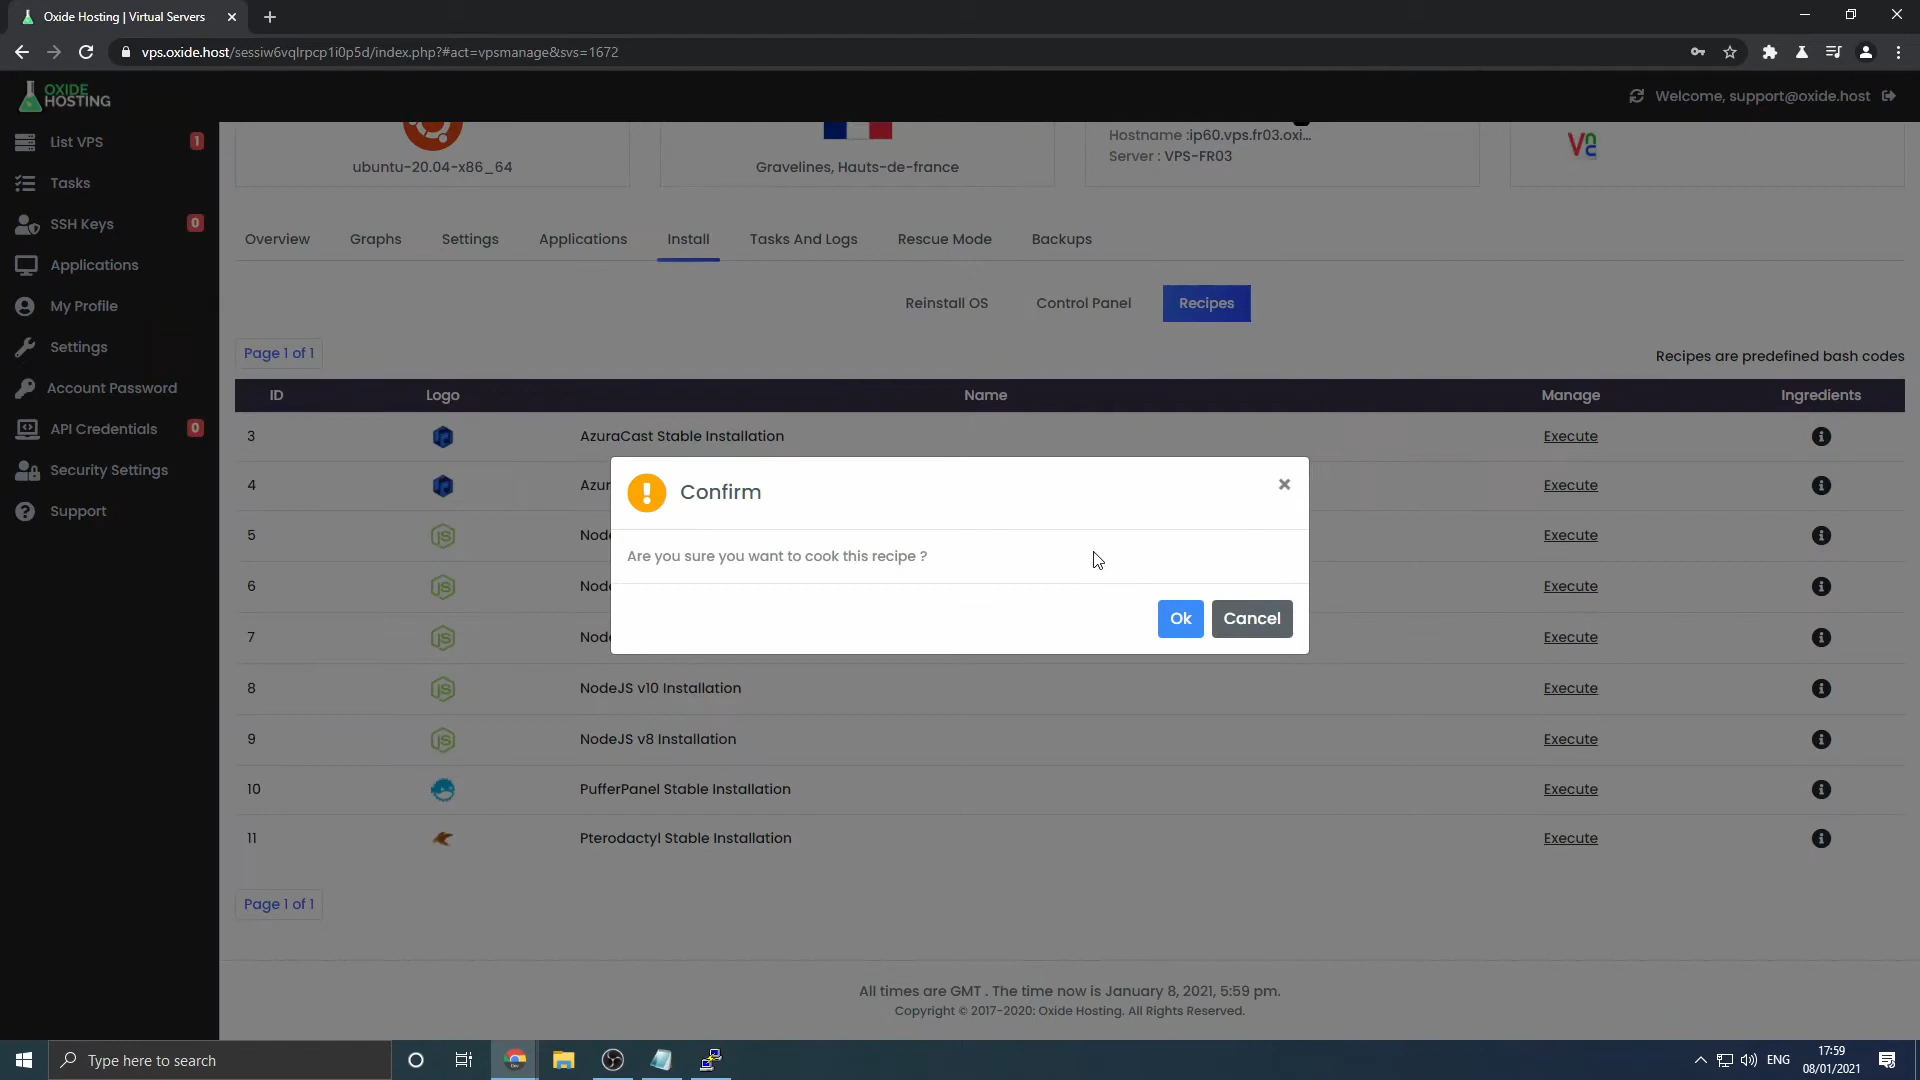 Oxide Hosting | Virtual Servers
vps.oxide.host/sessiw6vqlrpcp1i0p5d/index.php?#act=vpsmanage&svs=1672
OXIDE
HOSTING
Welcome, support@oxide.host
List VPS 1
Tasks
SSH Keys 0
Applications
My Profile
Settings
Account Password
API Credentials 0
Security Settings
Support
ubuntu-20.04-x86_64
Gravelines, Hauts-de-france
Hostname :ip60.vps.fr03.oxi...
Server : VPS-FR03
Overview Graphs Settings Applications Install Tasks And Logs Rescue Mode Backups
Reinstall OS Control Panel Recipes
Page 1 of 1
Recipes are predefined bash codes
ID Logo Name Manage Ingredients
3 AzuraCast Stable Installation Execute
4 Azur Execute
5 JS Node Execute
6 JS Node Execute
7 JS Node Execute
8 JS NodeJS v10 Installation Execute
9 JS NodeJS v8 Installation Execute
10 PufferPanel Stable Installation Execute
11 Pterodactyl Stable Installation Execute
Confirm
Are you sure you want to cook this recipe ?
Ok Cancel
Page 1 of 1
All times are GMT . The time now is January 8, 2021, 5:59 pm.
Copyright © 2017-2020: Oxide Hosting. All Rights Reserved.
Type here to search
ENG
17:59
08/01/2021